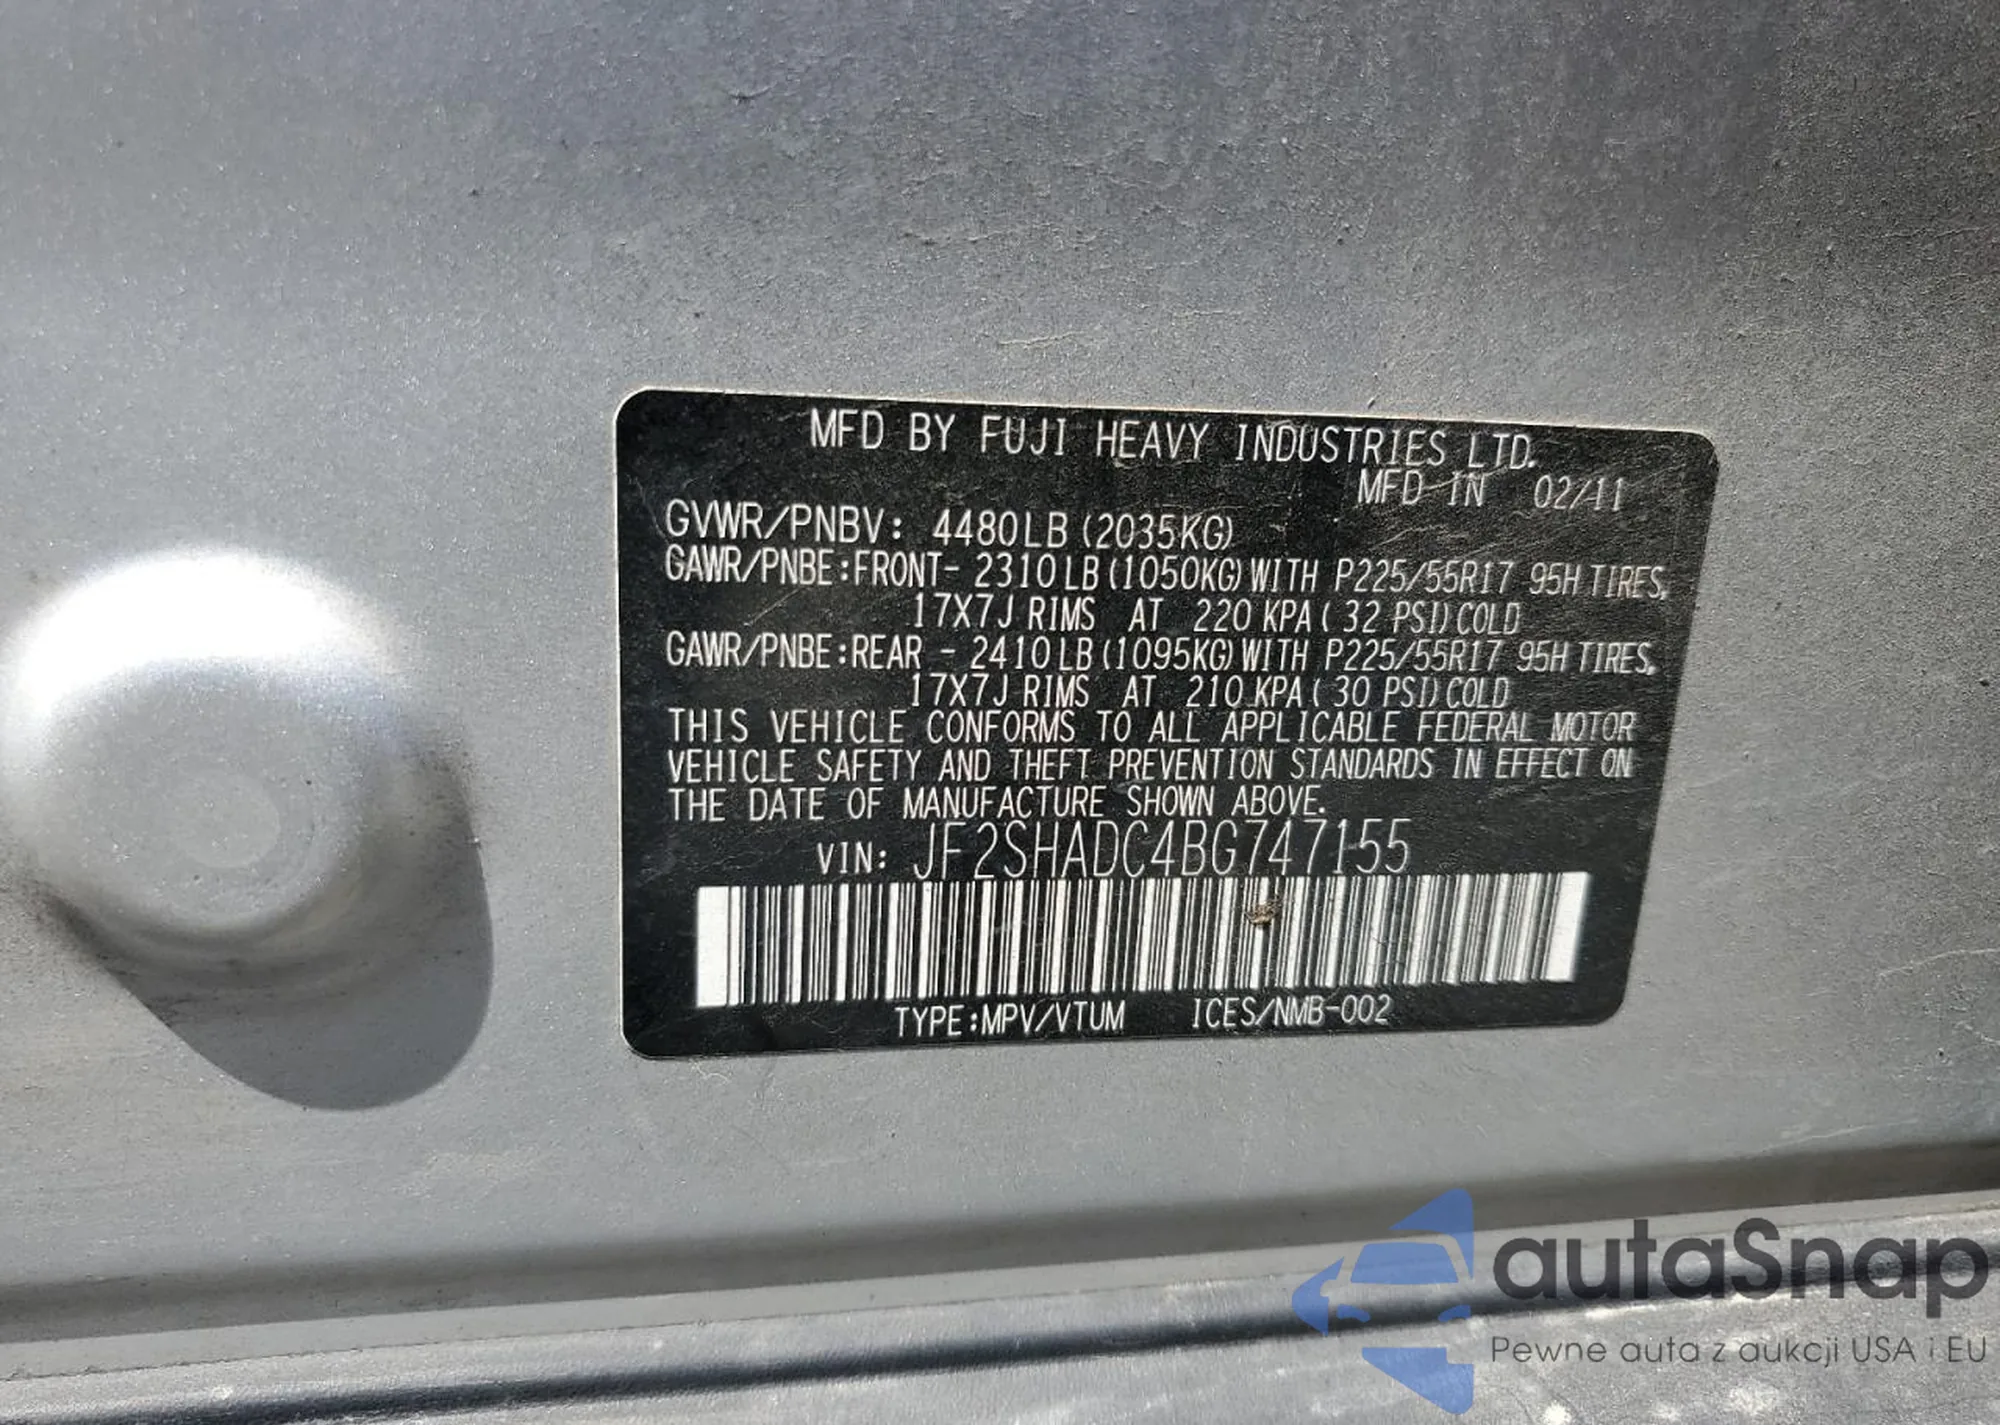 MFD BY FUJI HEAVY INDUSTRIES LTD.
MFD IN 02/11
GVWR/PNBV: 4480LB (2035KG)
GAWR/PNBE:FRONT- 2310LB (1050KG) WITH P225/55R17 95H TIRES,
17X7J RIMS AT 220 KPA ( 32 PSI) COLD
GAWR/PNBE:REAR - 2410LB (1095KG) WITH P225/55R17 95H TIRES,
17X7J RIMS AT 210 KPA ( 30 PSI) COLD
THIS VEHICLE CONFORMS TO ALL APPLICABLE FEDERAL MOTOR
VEHICLE SAFETY AND THEFT PREVENTION STANDARDS IN EFFECT ON
THE DATE OF MANUFACTURE SHOWN ABOVE.
VIN: JF2SHADC4BG747155
TYPE:MPV/VTUM ICES/NMB-002
autaSnap
Pewne auta z aukcji USA i EU